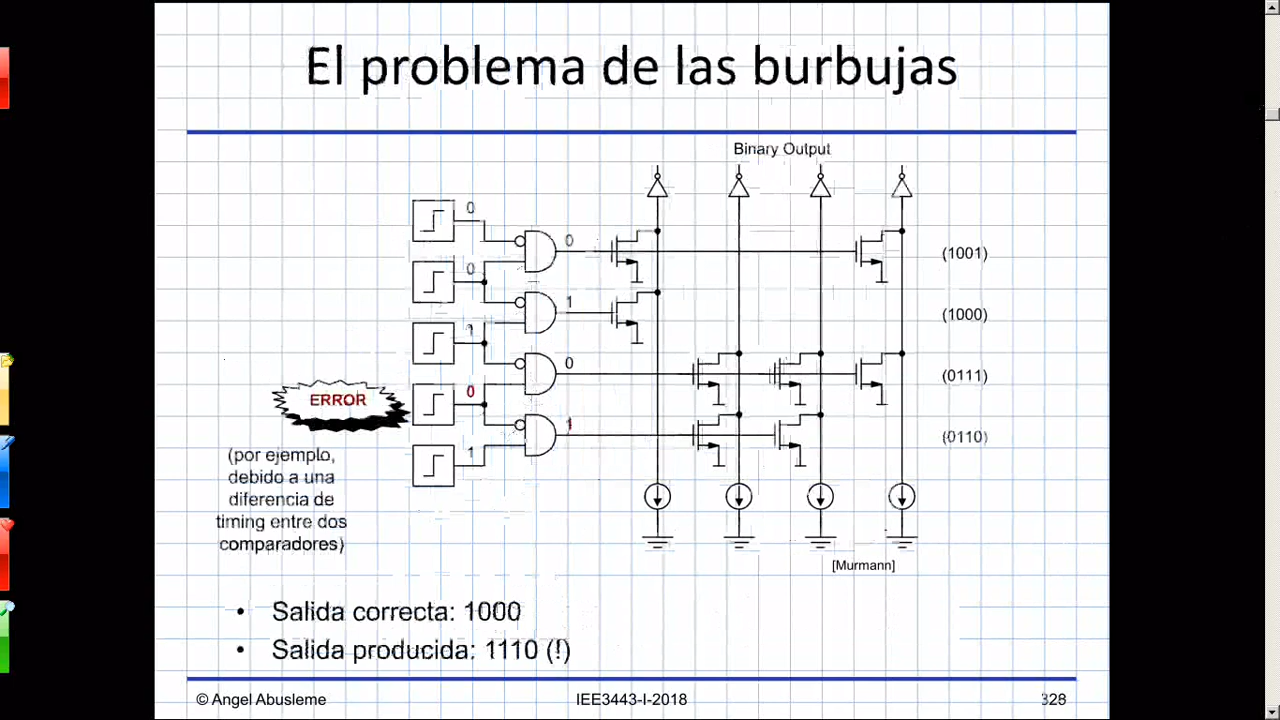 El problema de las burbujas
Binary Output
0
0
(1001)
0
1
(1000)
1
0
(0111)
0
ERROR
1
(0110)
1
(por ejemplo,
debido a una
diferencia de
timing entre dos
comparadores)
[Murmann]
• Salida correcta: 1000
• Salida producida: 1110 (!)
© Angel Abusleme
IEE3443-I-2018
328